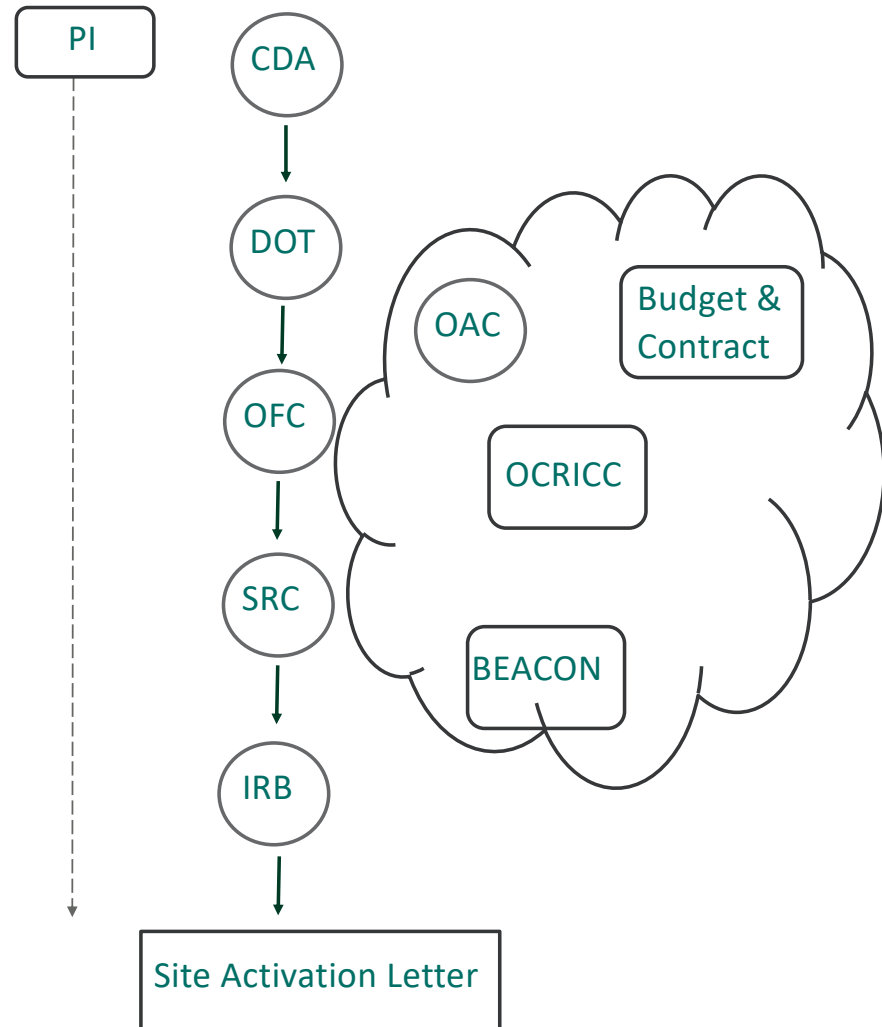 PI
CDA
DOT
OAC
Budget &
Contract
OFC
OCRICC
SRC
BEACON
IRB
Site Activation Letter